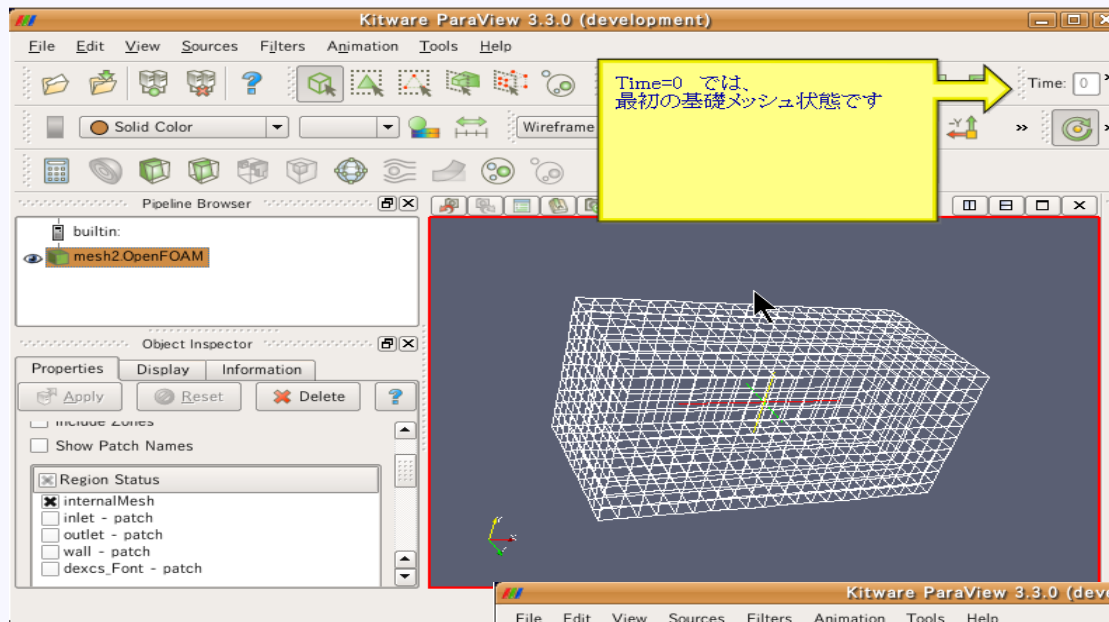 Kitware ParaView 3.3.0 (development)
File Edit View Sources Filters Animation Tools Help
Time=0 では、
最初の基礎メッシュ状態です
Time: 0
Solid Color
Wireframe
-Y
Pipeline Browser
builtin:
mesh2.OpenFOAM
Object Inspector
Properties Display Information
Apply Reset Delete
Include Zones
Show Patch Names
Region Status
internalMesh
inlet - patch
outlet - patch
wall - patch
dexcs_Font - patch
Kitware ParaView 3.3.0 (deve
File Edit View Sources Filters Animation Tools Help